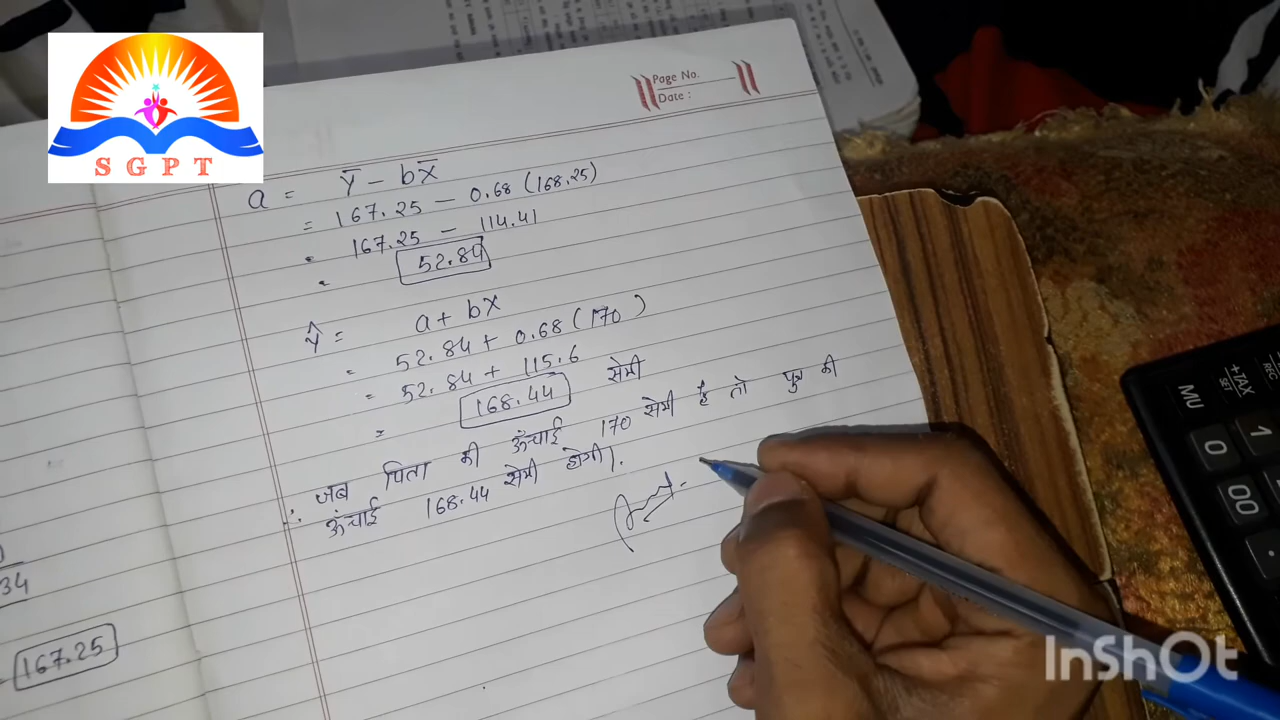 SGPT
Page No.
Date :
a = Y̅ - bX̅
= 167.25 - 0.68 (168.25)
= 167.25 - 114.41
= 52.84
Ŷ = a + bX
= 52.84 + 0.68 (170)
= 52.84 + 115.6
= 168.44 सेमी
∴ जब पिता की ऊंचाई 170 सेमी है तो पुत्र की
ऊंचाई 168.44 सेमी होगी।.
34
= 167.25
MU
+TAX
SET
0
1
00
.
InShOt